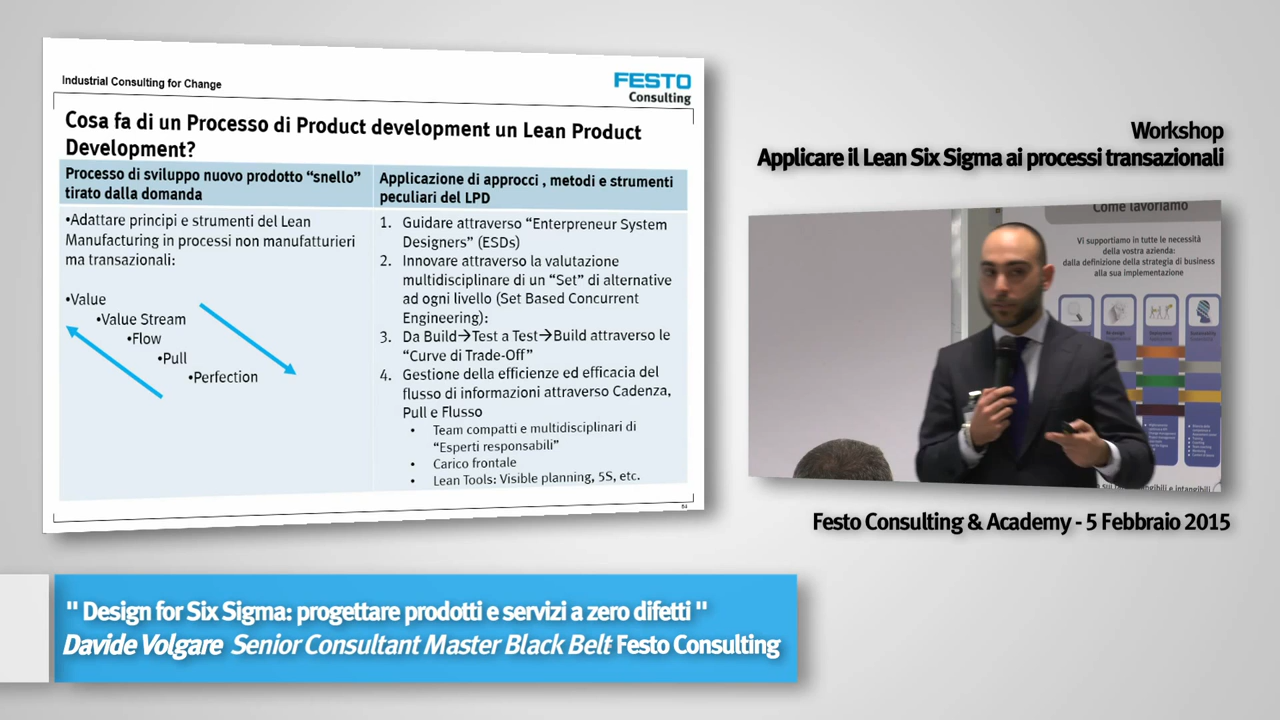 Industrial Consulting for Change
FESTO
Consulting
Cosa fa di un Processo di Product development un Lean Product
Development?
Processo di sviluppo nuovo prodotto “snello”
tirato dalla domanda
•Adattare principi e strumenti del Lean
Manufacturing in processi non manufatturieri
ma transazionali:
•Value
•Value Stream
•Flow
•Pull
•Perfection
Applicazione di approcci , metodi e strumenti
peculiari del LPD
1. Guidare attraverso “Enterpreneur System
Designers” (ESDs)
2. Innovare attraverso la valutazione
multidisciplinare di un “Set” di alternative
ad ogni livello (Set Based Concurrent
Engineering):
3. Da Build→Test a Test→Build attraverso le
“Curve di Trade-Off”
4. Gestione della efficienze ed efficacia del
flusso di informazioni attraverso Cadenza,
Pull e Flusso
• Team compatti e multidisciplinari di
“Esperti responsabili”
• Carico frontale
• Lean Tools: Visible planning, 5S, etc.
64
Workshop
Applicare il Lean Six Sigma ai processi transazionali
Come lavoriamo
Vi supportiamo in tutte le necessità
della vostra azienda:
dalla definizione della strategia di business
alla sua implementazione
Festo Consulting & Academy - 5 Febbraio 2015
" Design for Six Sigma: progettare prodotti e servizi a zero difetti "
Davide Volgare Senior Consultant Master Black Belt Festo Consulting